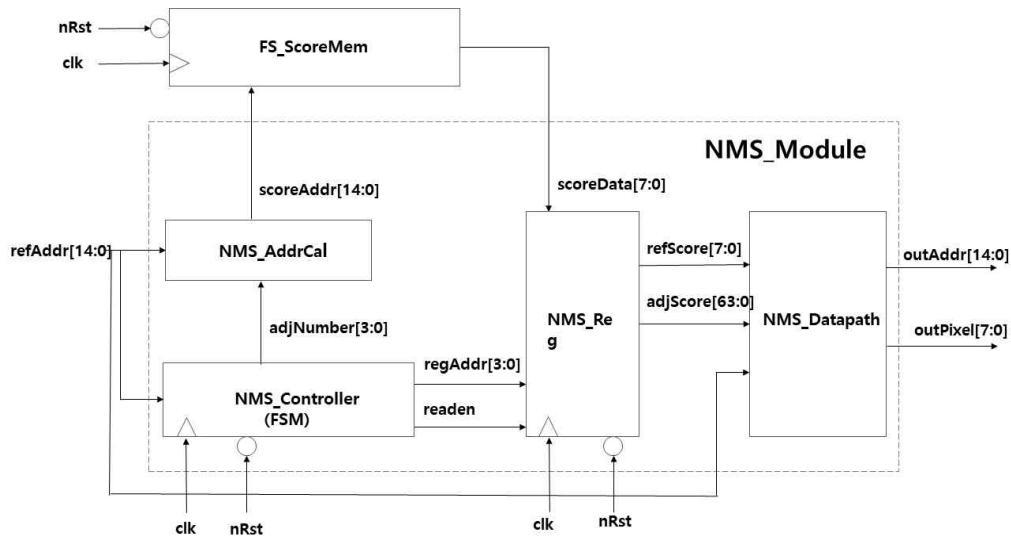 nRst
FS_ScoreMem
clk
NMS_Module
scoreAddr[14:0]
scoreData[7:0]
refAddr[14:0]
NMS_AddrCal
refScore[7:0]
outAddr[14:0]
adjScore[63:0]
adjNumber[3:0]
NMS_Re
g
NMS_Datapath
outPixel[7:0]
regAddr[3:0]
NMS_Controller
(FSM)
readen
clk
nRst
clk
nRst